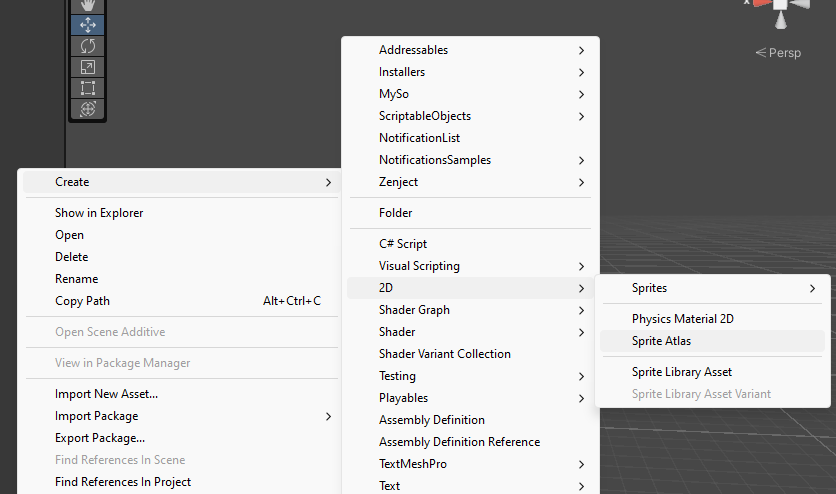 x
Persp
Create
Show in Explorer
Open
Delete
Rename
Copy Path Alt+Ctrl+C
Open Scene Additive
View in Package Manager
Import New Asset...
Import Package
Export Package...
Find References In Scene
Find References In Project
Addressables
Installers
MySo
ScriptableObjects
NotificationList
NotificationsSamples
Zenject
Folder
C# Script
Visual Scripting
2D
Shader Graph
Shader
Shader Variant Collection
Testing
Playables
Assembly Definition
Assembly Definition Reference
TextMeshPro
Text
Sprites
Physics Material 2D
Sprite Atlas
Sprite Library Asset
Sprite Library Asset Variant